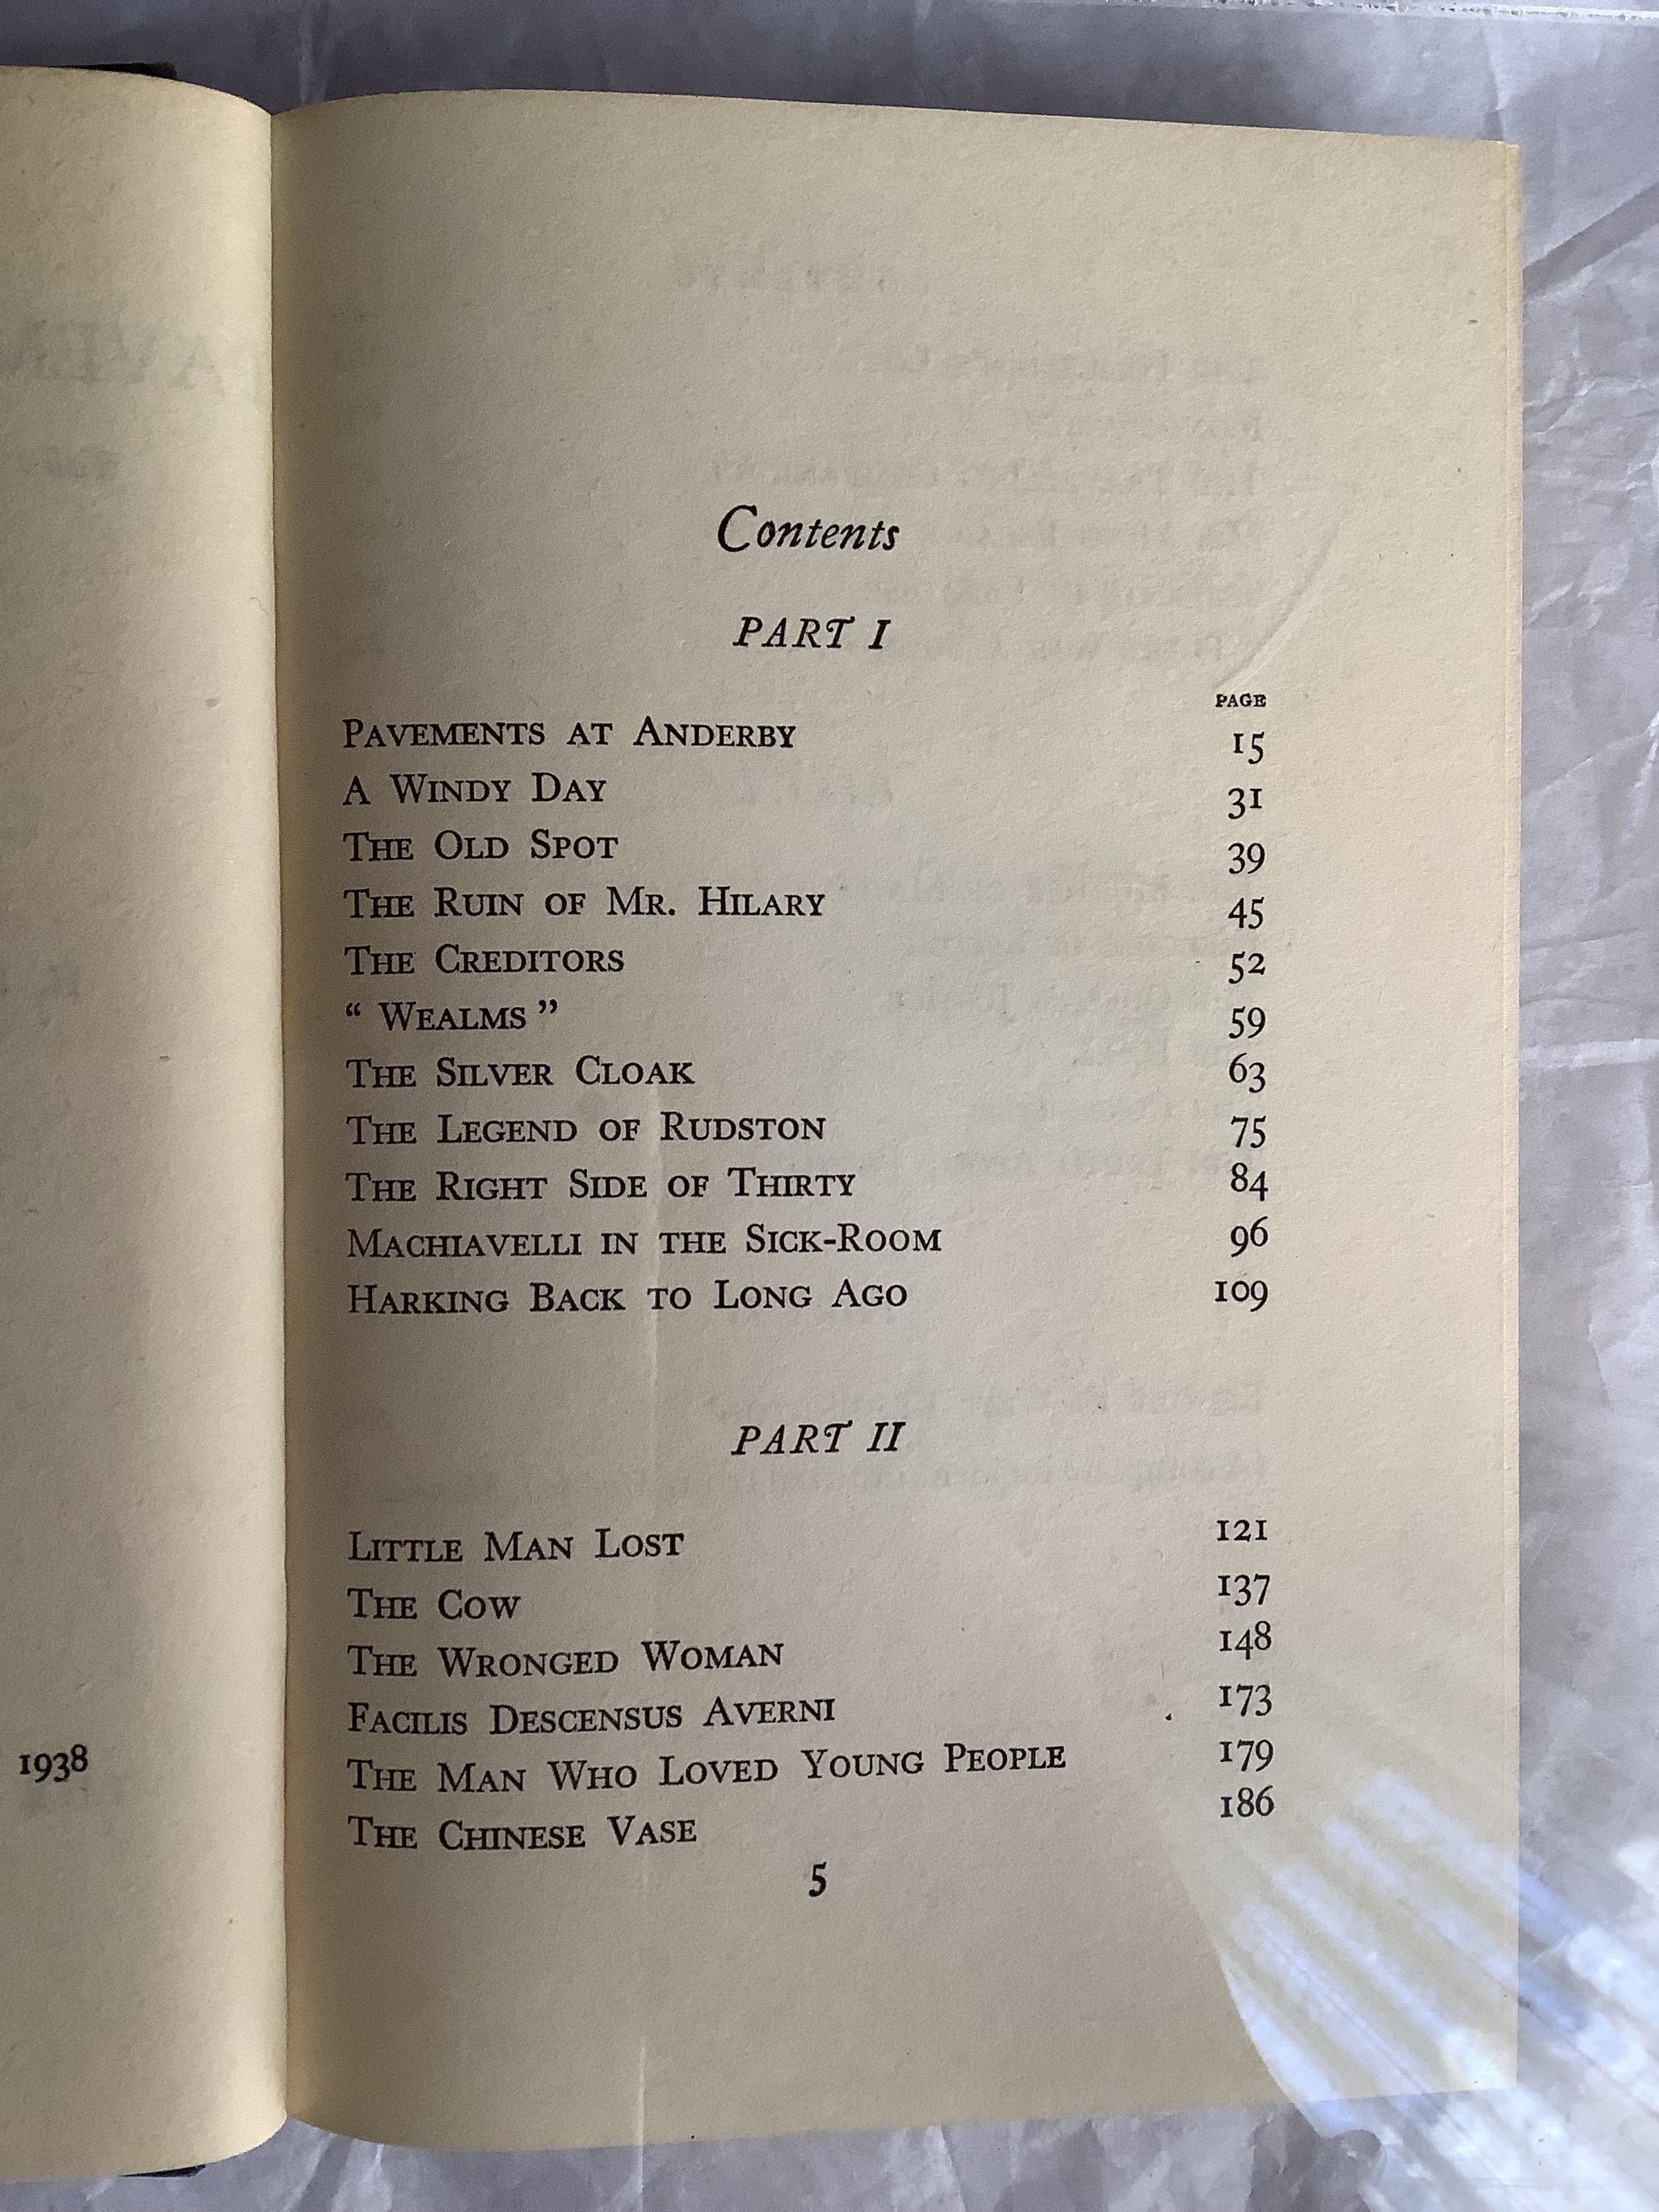 1938
Contents
PART I
PAGE
PAVEMENTS AT ANDERBY 15
A WINDY DAY 31
THE OLD SPOT 39
THE RUIN OF MR. HILARY 45
THE CREDITORS 52
“ WEALMS ” 59
THE SILVER CLOAK 63
THE LEGEND OF RUDSTON 75
THE RIGHT SIDE OF THIRTY 84
MACHIAVELLI IN THE SICK-ROOM 96
HARKING BACK TO LONG AGO 109
PART II
LITTLE MAN LOST 121
THE COW 137
THE WRONGED WOMAN 148
FACILIS DESCENSUS AVERNI 173
THE MAN WHO LOVED YOUNG PEOPLE 179
THE CHINESE VASE 186
5